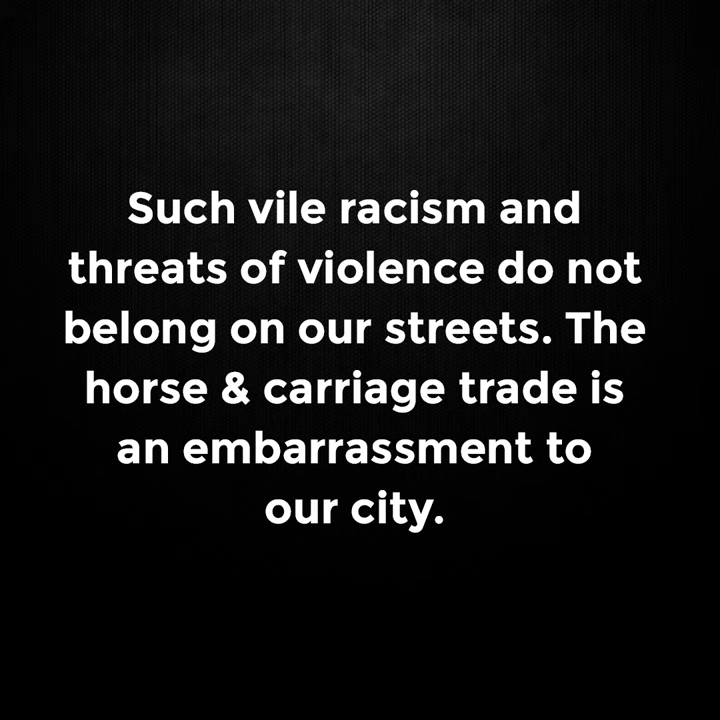 Such vile racism and
threats of violence do not
belong on our streets. The
horse & carriage trade is
an embarrassment to
our city.